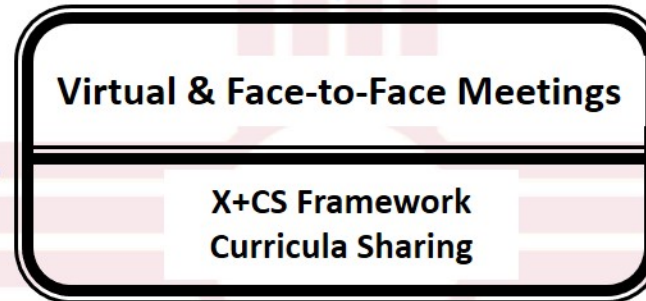 Virtual & Face-to-Face Meetings
X+CS Framework
Curricula Sharing